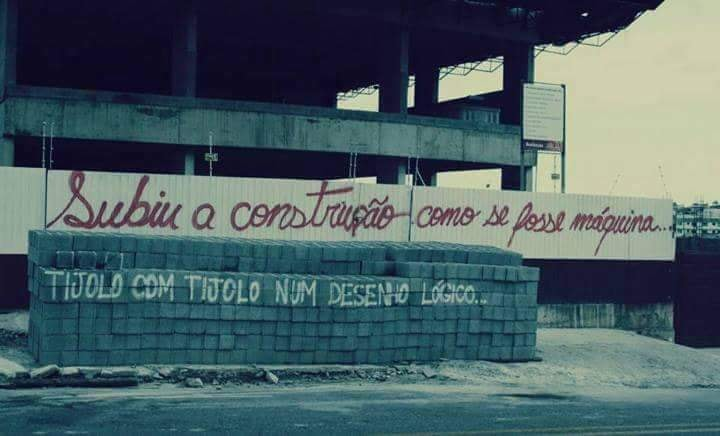 Subiu a construção como se fosse máquina...
TIJOLO COM TIJOLO NUM DESENHO LÓGICO...